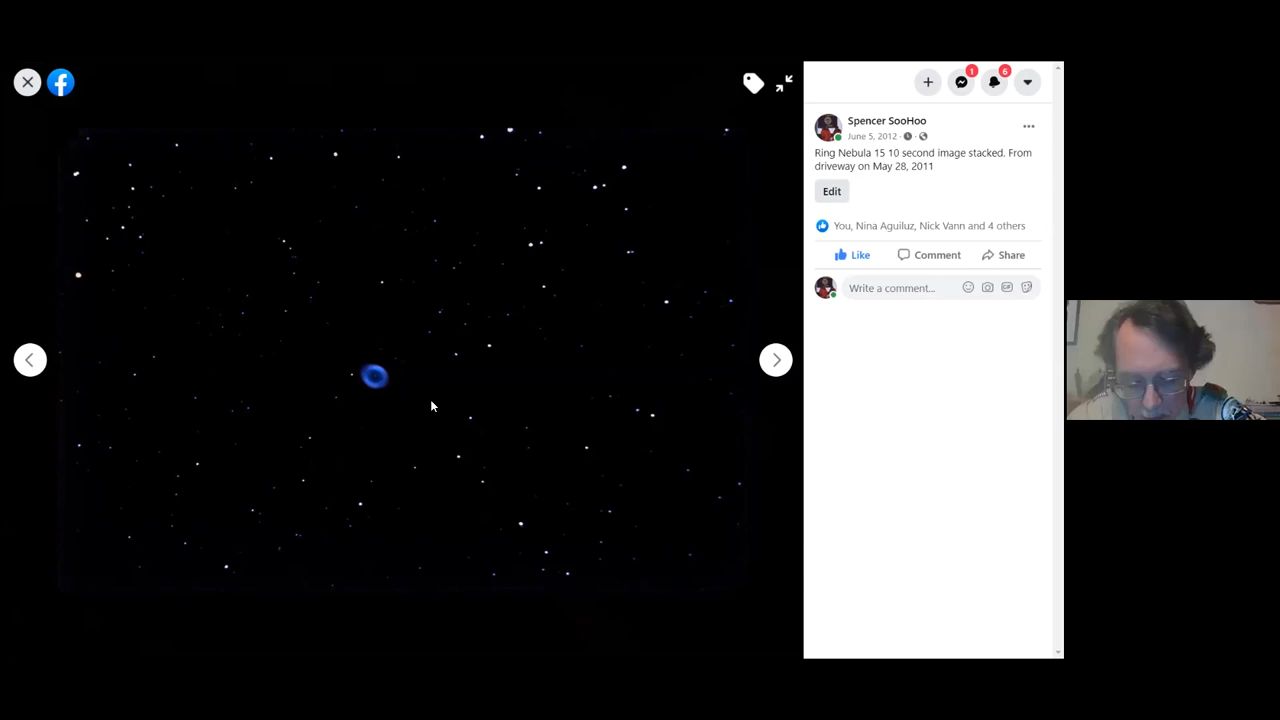 1
6
Spencer SooHoo
June 5, 2012 ·
Ring Nebula 15 10 second image stacked. From
driveway on May 28, 2011
Edit
You, Nina Aguiluz, Nick Vann and 4 others
Like Comment Share
Write a comment...
GIF